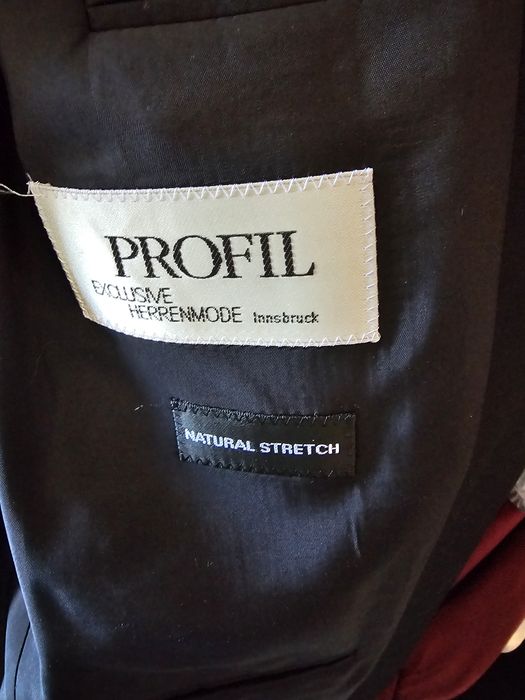 PROFIL
EXCLUSIVE
HERRENMODE Innsbruck
NATURAL STRETCH